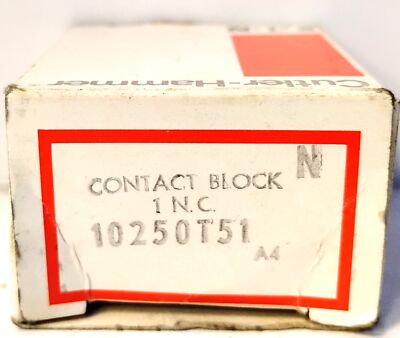 Cutler-Hammer
N
CONTACT BLOCK
1 N.C.
10250T51
A4